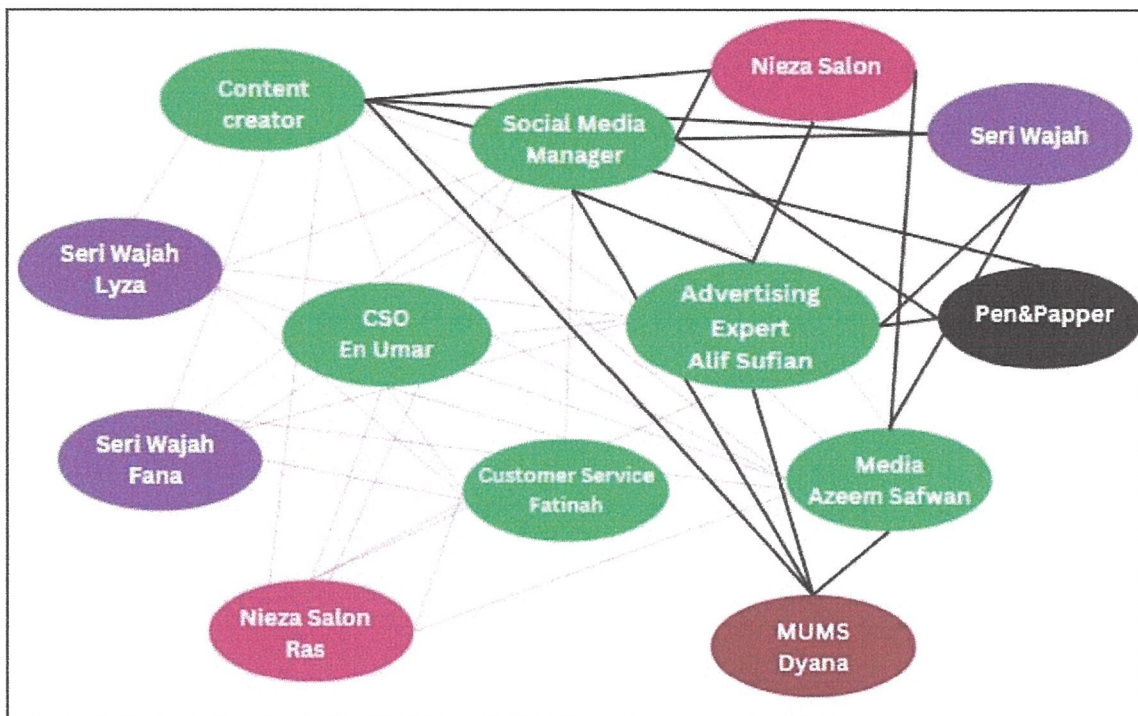 Content
creator
Social Media
Manager
Nieza Salon
Seri Wajah
Seri Wajah
Lyza
CSO
En Umar
Advertising
Expert
Alif Sufian
Pen&Papper
Seri Wajah
Fana
Customer Service
Fatinah
Media
Azeem Safwan
Nieza Salon
Ras
MUMS
Dyana